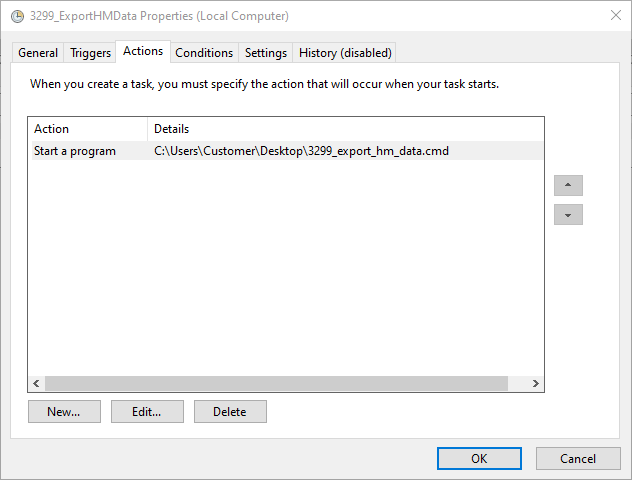 3299_ExportHMData Properties (Local Computer)
General Triggers Actions Conditions Settings History (disabled)
When you create a task, you must specify the action that will occur when your task starts.
Action Details
Start a program C:\Users\Customer\Desktop\3299_export_hm_data.cmd
New... Edit... Delete
OK Cancel